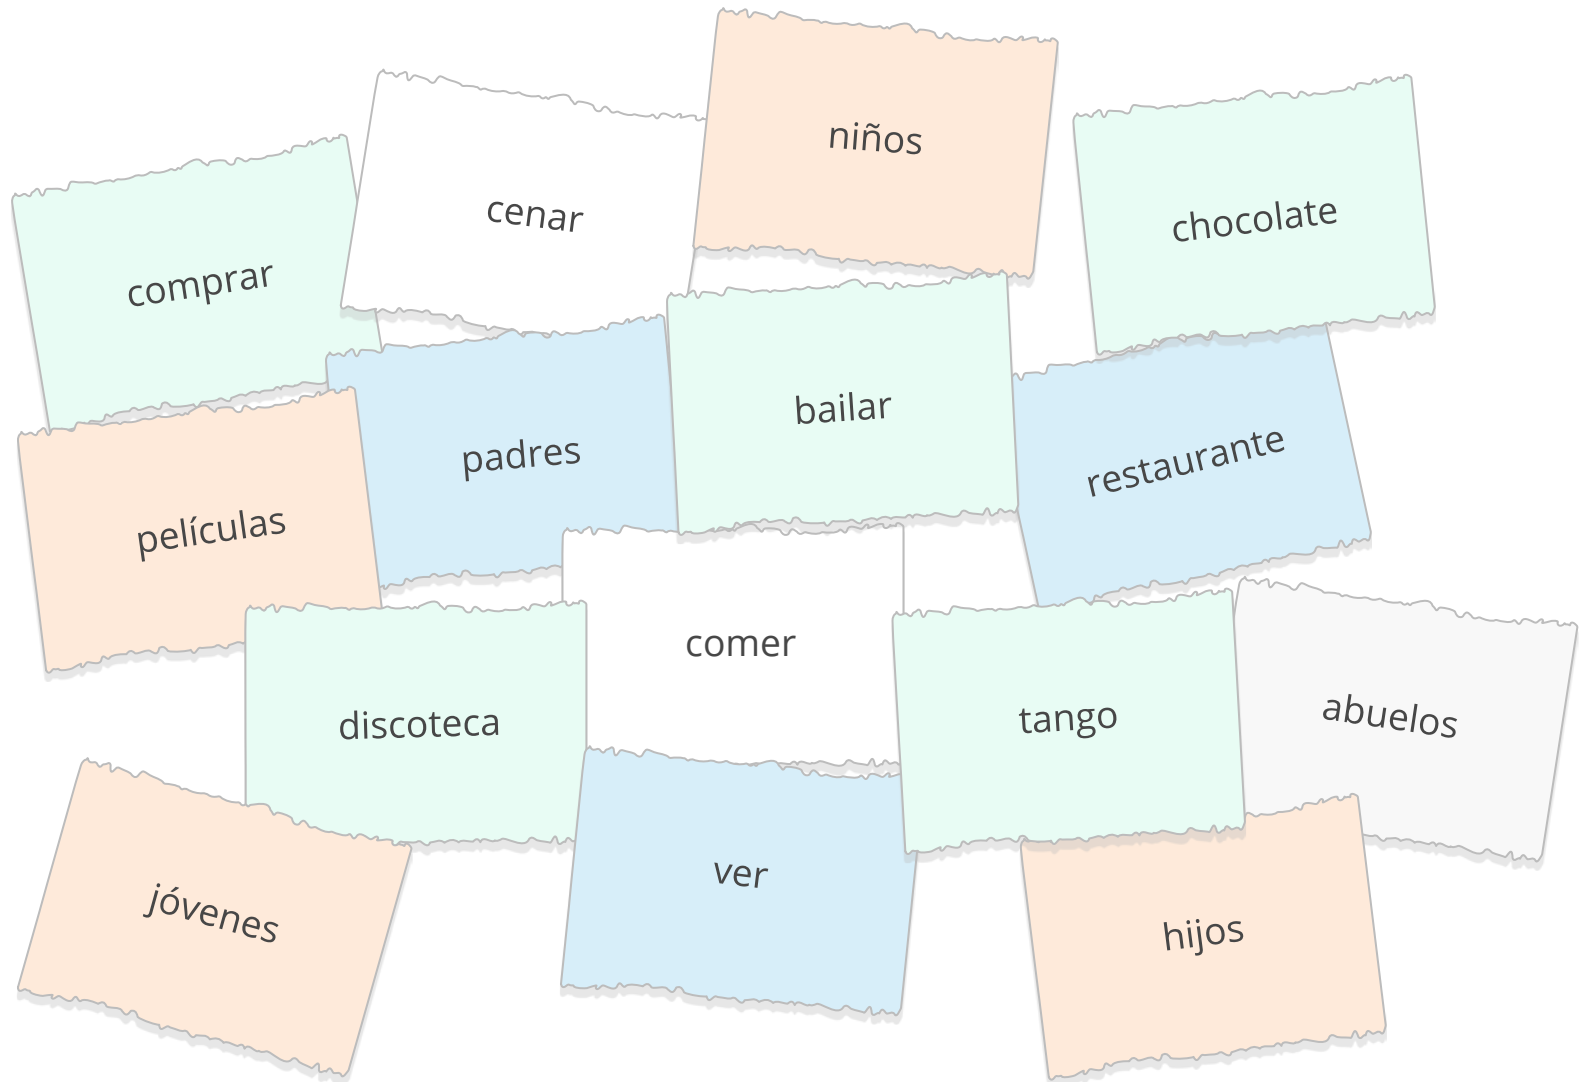 niños
cenar
chocolate
comprar
bailar
padres
restaurante
películas
comer
discoteca
tango
abuelos
ver
jóvenes
hijos